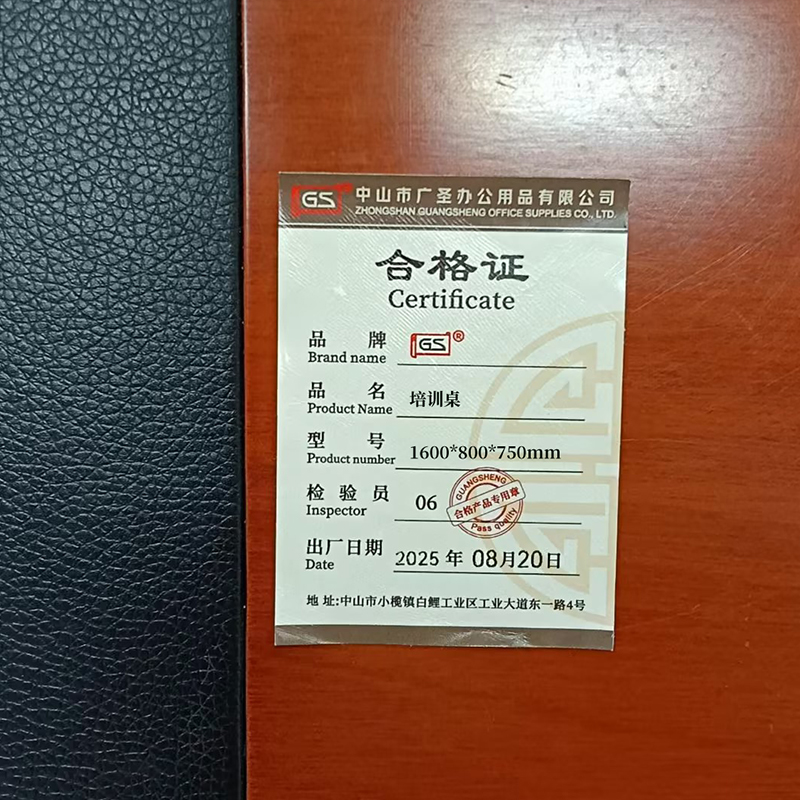 GS 中山市广圣办公用品有限公司
ZHONGSHAN GUANGSHENG OFFICE SUPPLIES CO., LTD.
合格证
Certificate
品牌 GS®
Brand name
品名 培训桌
Product Name
型号 1600*800*750mm
Product number
检验员 06
Inspector
GUANGSHENG
合格产品专用章
Pass quality
出厂日期 2025年08月20日
Date
地 址:中山市小榄镇白鲤工业区工业大道东一路4号